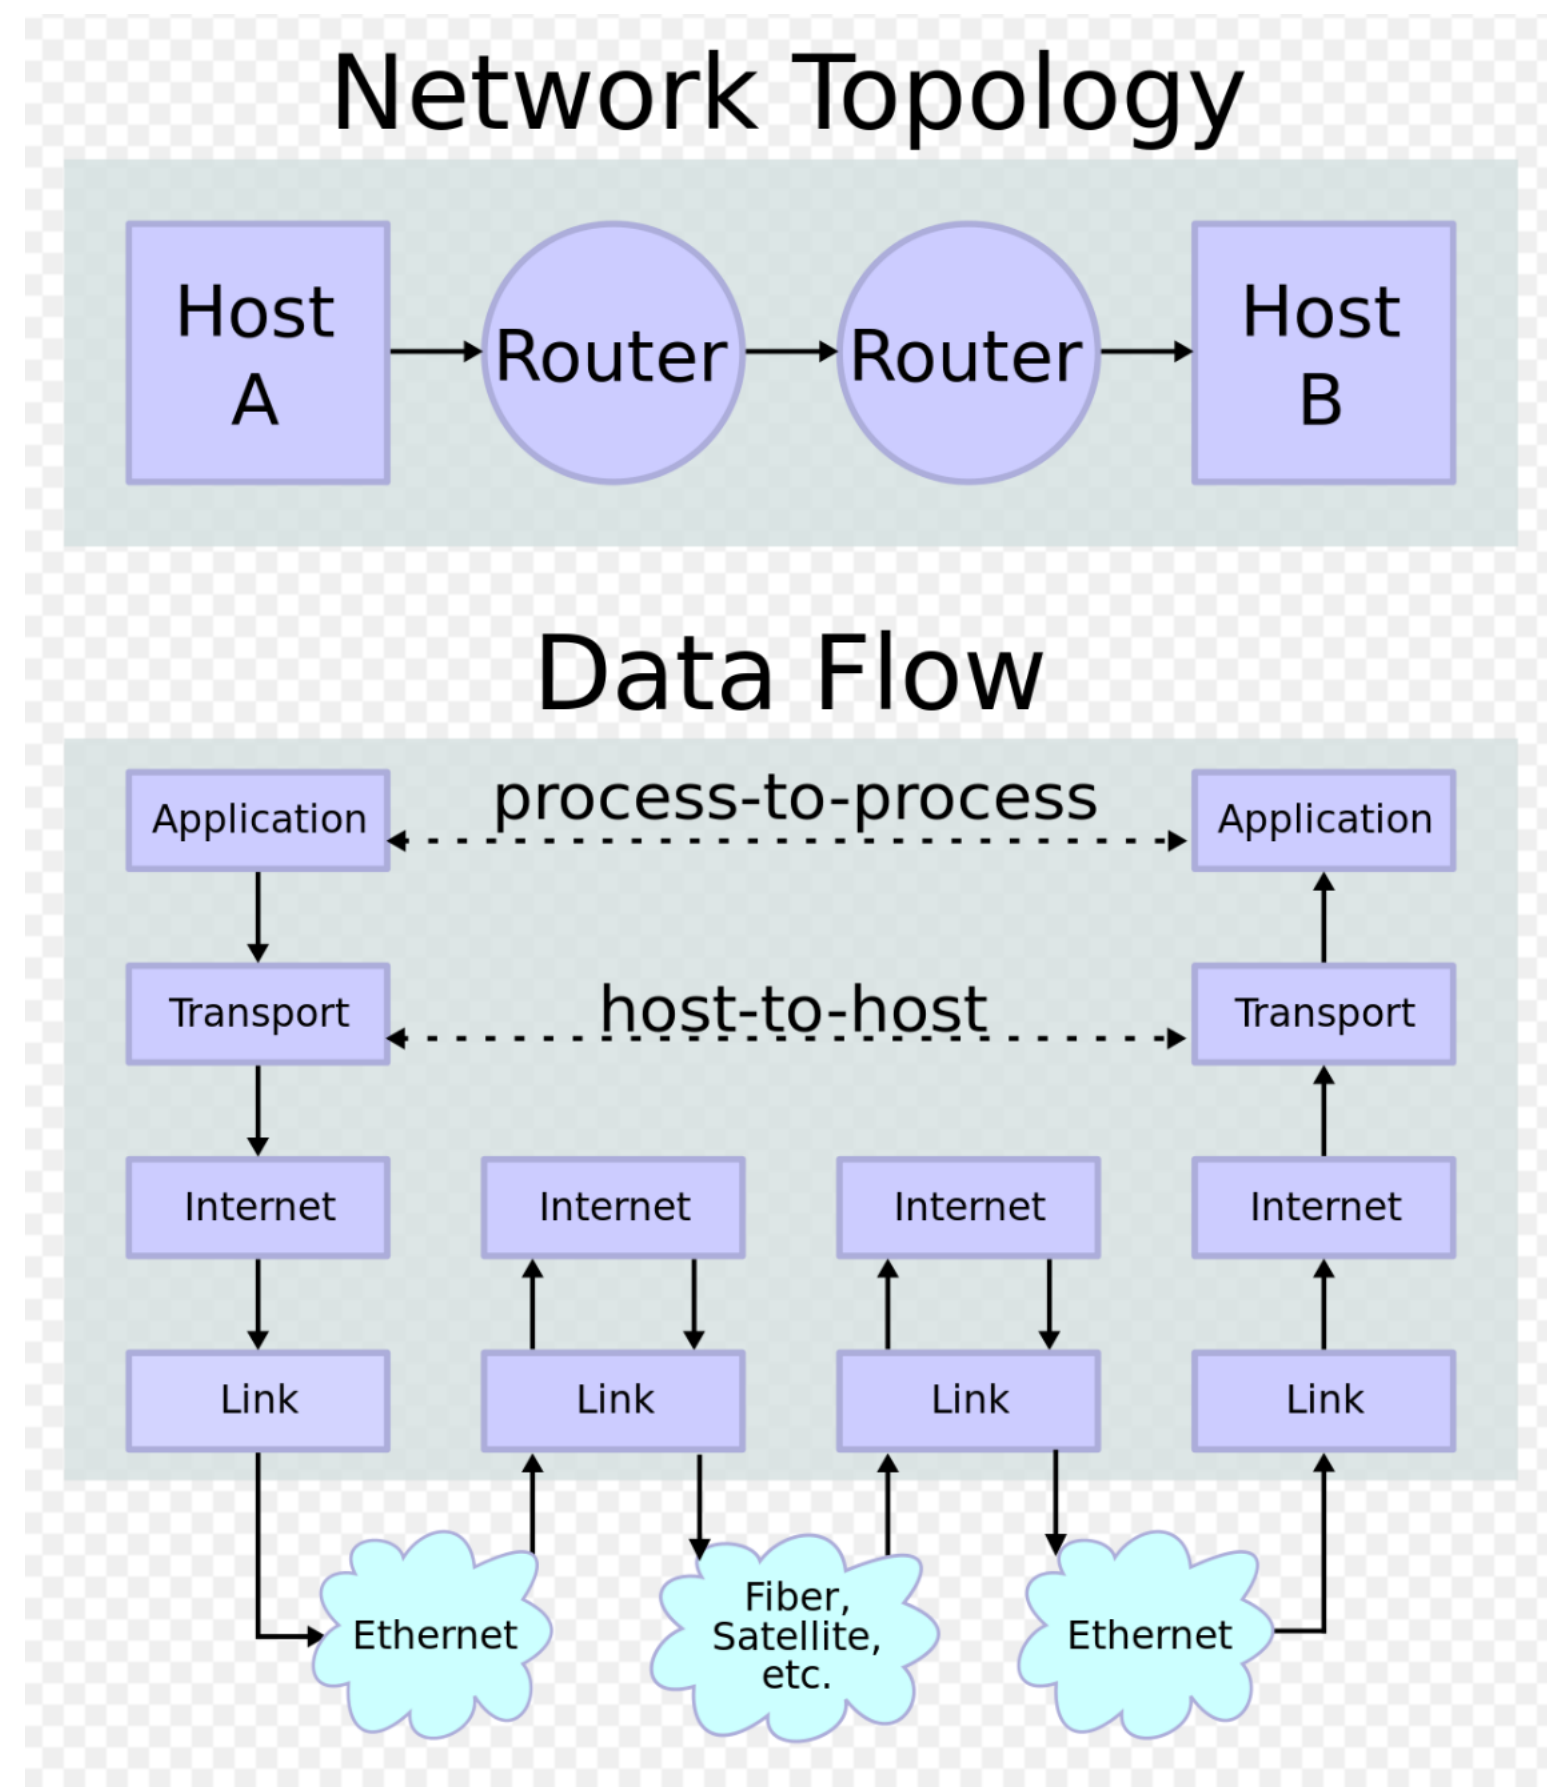 Network Topology
Host
A
Router
Router
Host
B
Data Flow
Application
process-to-process
Application
Transport
host-to-host
Transport
Internet
Internet
Internet
Internet
Link
Link
Link
Link
Ethernet
Fiber,
Satellite,
etc.
Ethernet